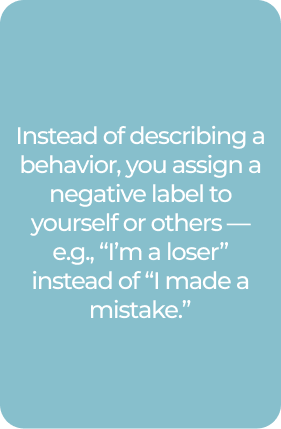 Instead of describing a
behavior, you assign a
negative label to
yourself or others —
e.g., “I’m a loser”
instead of “I made a
mistake.”